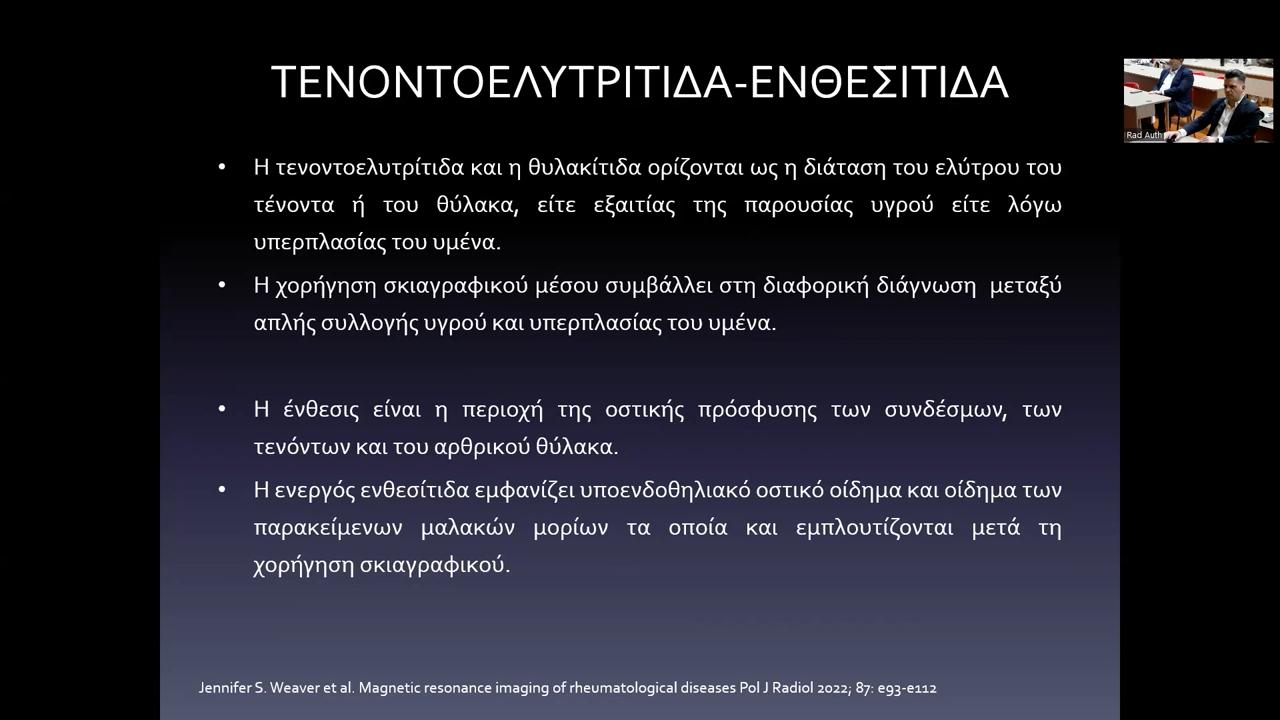 ΤΕΝΟΝΤΟΕΛΥΤΡΙΤΙΔΑ-ΕΝΘΕΣΙΤΙΔΑ
Rad Auth
• Η τενοντοελυτρίτιδα και η θυλακίτιδα ορίζονται ως η διάταση του ελύτρου του
τένοντα ή του θύλακα, είτε εξαιτίας της παρουσίας υγρού είτε λόγω
υπερπλασίας του υμένα.
• Η χορήγηση σκιαγραφικού μέσου συμβάλλει στη διαφορική διάγνωση μεταξύ
απλής συλλογής υγρού και υπερπλασίας του υμένα.
• Η ένθεσις είναι η περιοχή της οστικής πρόσφυσης των συνδέσμων, των
τενόντων και του αρθρικού θύλακα.
• Η ενεργός ενθεσίτιδα εμφανίζει υποενδοθηλιακό οστικό οίδημα και οίδημα των
παρακείμενων μαλακών μορίων τα οποία και εμπλουτίζονται μετά τη
χορήγηση σκιαγραφικού.
Jennifer S. Weaver et al. Magnetic resonance imaging of rheumatological diseases Pol J Radiol 2022; 87: e93-e112